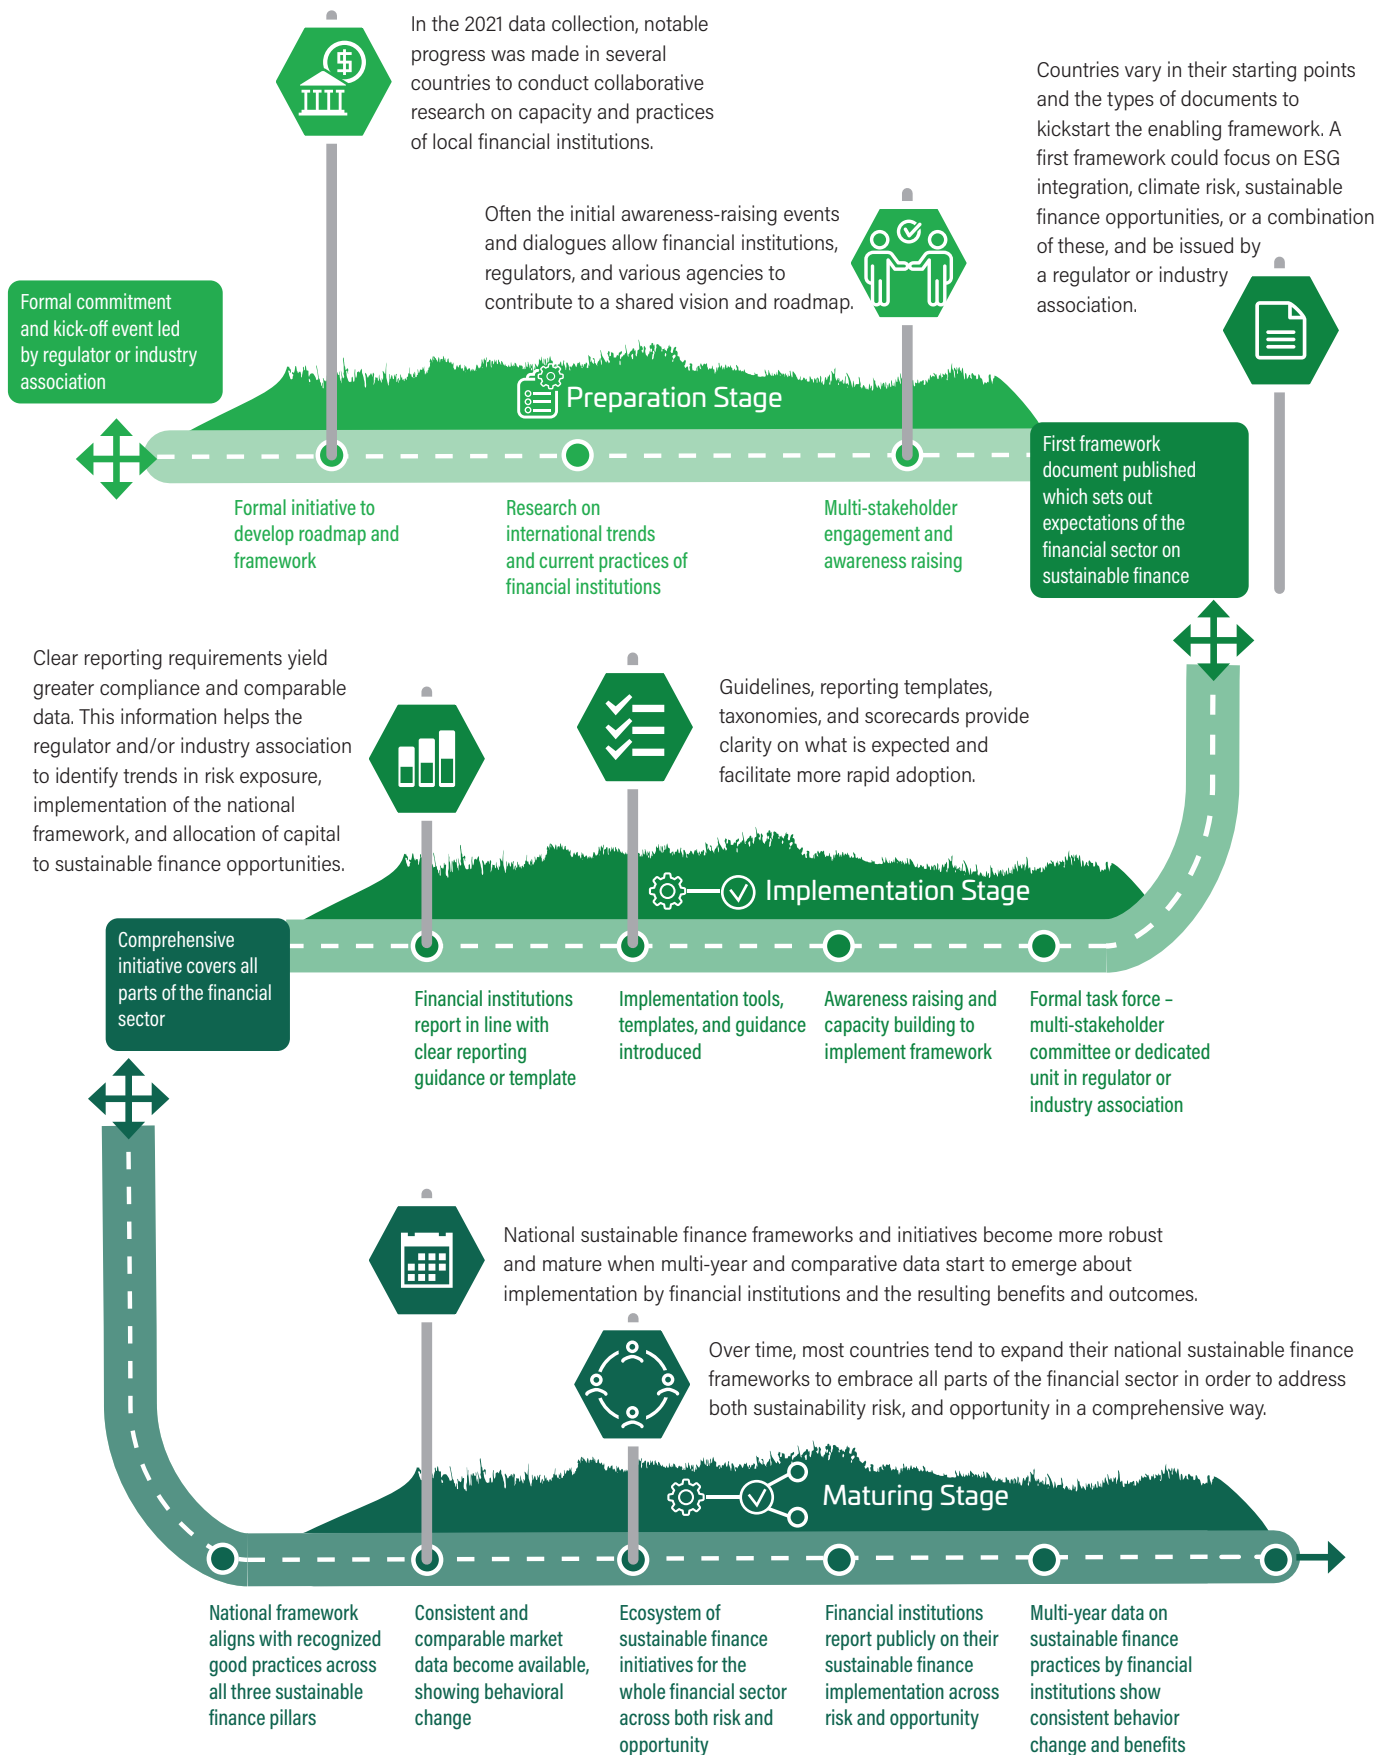 In the 2021 data collection, notable
progress was made in several
countries to conduct collaborative
research on capacity and practices
of local financial institutions.
Countries vary in their starting points
and the types of documents to
kickstart the enabling framework. A
first framework could focus on ESG
integration, climate risk, sustainable
finance opportunities, or a combination
of these, and be issued by
a regulator or industry
association.
Often the initial awareness-raising events
and dialogues allow financial institutions,
regulators, and various agencies to
contribute to a shared vision and roadmap.
Formal commitment
and kick-off event led
by regulator or industry
association
Preparation Stage
Formal initiative to
develop roadmap and
framework
Research on
international trends
and current practices of
financial institutions
Multi-stakeholder
engagement and
awareness raising
First framework
document published
which sets out
expectations of the
financial sector on
sustainable finance
Clear reporting requirements yield
greater compliance and comparable
data. This information helps the
regulator and/or industry association
to identify trends in risk exposure,
implementation of the national
framework, and allocation of capital
to sustainable finance opportunities.
Guidelines, reporting templates,
taxonomies, and scorecards provide
clarity on what is expected and
facilitate more rapid adoption.
Implementation Stage
Comprehensive
initiative covers all
parts of the financial
sector
Financial institutions
report in line with
clear reporting
guidance or template
Implementation tools,
templates, and guidance
introduced
Awareness raising and
capacity building to
implement framework
Formal task force –
multi-stakeholder
committee or dedicated
unit in regulator or
industry association
National sustainable finance frameworks and initiatives become more robust
and mature when multi-year and comparative data start to emerge about
implementation by financial institutions and the resulting benefits and outcomes.
Over time, most countries tend to expand their national sustainable finance
frameworks to embrace all parts of the financial sector in order to address
both sustainability risk, and opportunity in a comprehensive way.
Maturing Stage
National framework
aligns with recognized
good practices across
all three sustainable
finance pillars
Consistent and
comparable market
data become available,
showing behavioral
change
Ecosystem of
sustainable finance
initiatives for the
whole financial sector
across both risk and
opportunity
Financial institutions
report publicly on their
sustainable finance
implementation across
risk and opportunity
Multi-year data on
sustainable finance
practices by financial
institutions show
consistent behavior
change and benefits